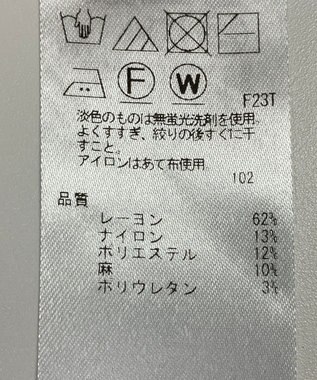 F W
F23T
淡色のものは無蛍光洗剤を使用。
よくすすぎ、絞りの後すぐに干
すこと。
アイロンはあて布使用
102
品質
レーヨン 62%
ナイロン 13%
ポリエステル 12%
麻 10%
ポリウレタン 3%